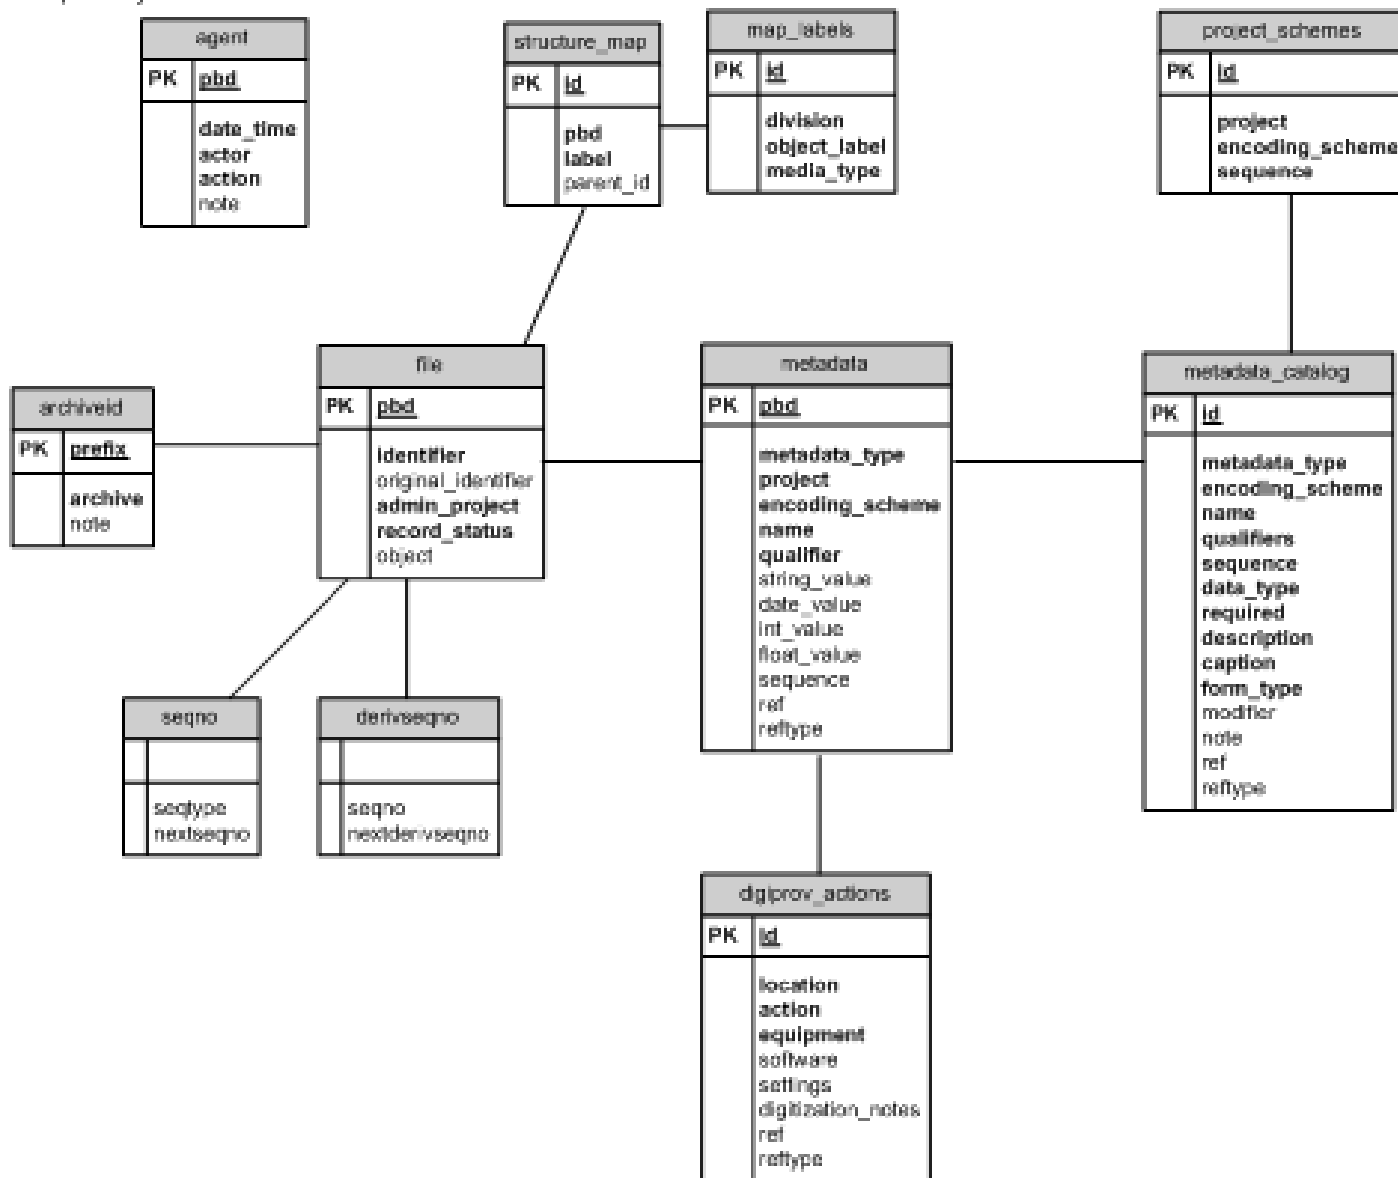 agent
PK pbd
date_time
actor
action
note
structure_map
PK id
pbd
label
parent_id
map_labels
PK id
division
object_label
media_type
project_schemes
PK id
project
encoding_scheme
sequence
archiveid
PK prefix
archive
note
file
PK pbd
identifier
original_identifier
admin_project
record_status
object
metadata
PK pbd
metadata_type
project
encoding_scheme
name
qualifier
string_value
date_value
int_value
float_value
sequence
ref
reftype
metadata_catalog
PK id
metadata_type
encoding_scheme
name
qualifiers
sequence
data_type
required
description
caption
form_type
modifier
note
ref
reftype
seqno
seqtype
nextseqno
derivseqno
seqno
nextderivseqno
digiprov_actions
PK id
location
action
equipment
software
settings
digitization_notes
ref
reftype